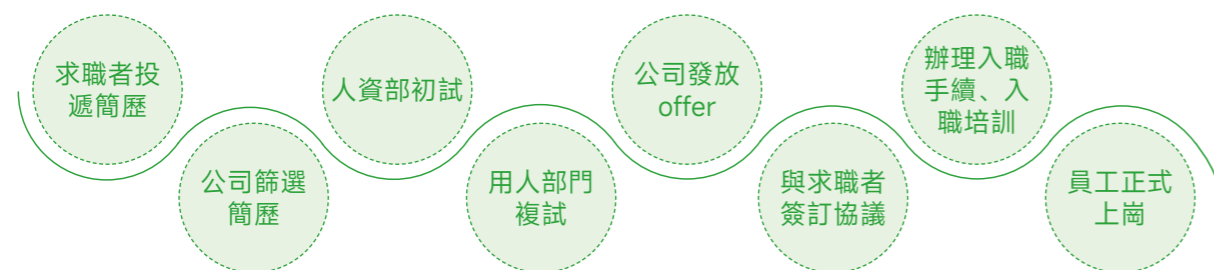 求職者投
遞簡歷
公司篩選
簡歷
人資部初試
用人部門
複試
公司發放
offer
與求職者
簽訂協議
辦理入職
手續、入
職培訓
員工正式
上崗